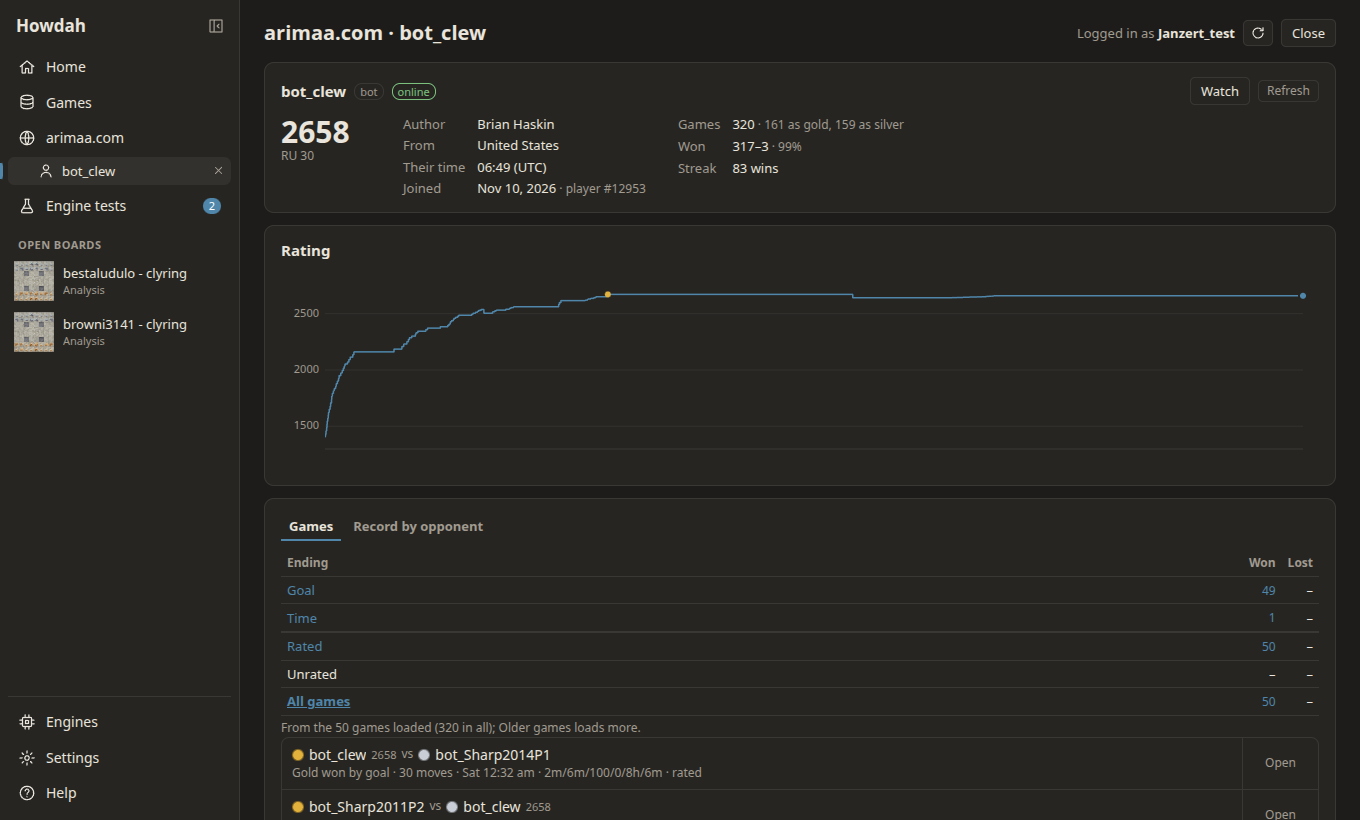 Howdah
Home
Games
arimaa.com
bot_clew
Engine tests 2
OPEN BOARDS
bestaludulo - clyring
Analysis
browni3141 - clyring
Analysis
Engines
Settings
Help
arimaa.com · bot_clew
Logged in as Janzert_test
Close
bot_clew bot online
Watch Refresh
2658
RU 30
Author Brian Haskin
From United States
Their time 06:49 (UTC)
Joined Nov 10, 2026 · player #12953
Games 320 · 161 as gold, 159 as silver
Won 317–3 · 99%
Streak 83 wins
Rating
2500
2000
1500
Games Record by opponent
Ending Won Lost
Goal 49 –
Time 1 –
Rated 50 –
Unrated – –
All games 50 –
From the 50 games loaded (320 in all); Older games loads more.
bot_clew 2658 vs bot_Sharp2014P1
Gold won by goal · 30 moves · Sat 12:32 am · 2m/6m/100/0/8h/6m · rated
Open
bot_Sharp2011P2 vs bot_clew 2658
Open